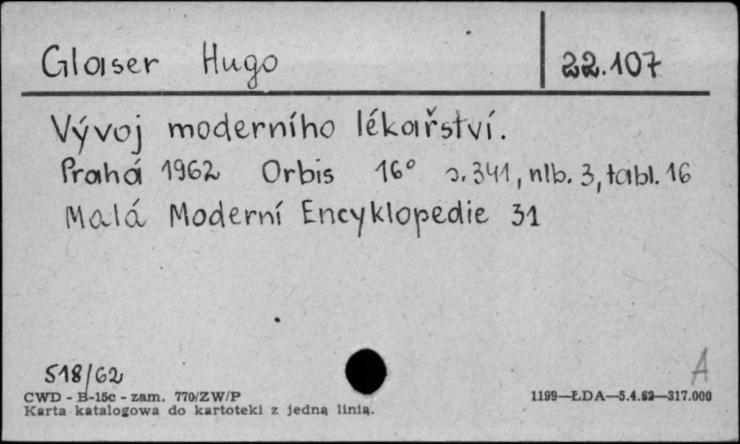 Glaser Hugo 22.107
Vývoj moderního lékařství.
Prahá 1962 Orbis 16° s. 341, nlb. 3, tabl. 16
Malá Moderní Encyklopedie 31
518/62
A
CWD - B-15c - zam. 770/ZW/P
1199—ŁDA—5.4.62—317.000
Karta katalogowa do kartoteki z jedną linią.